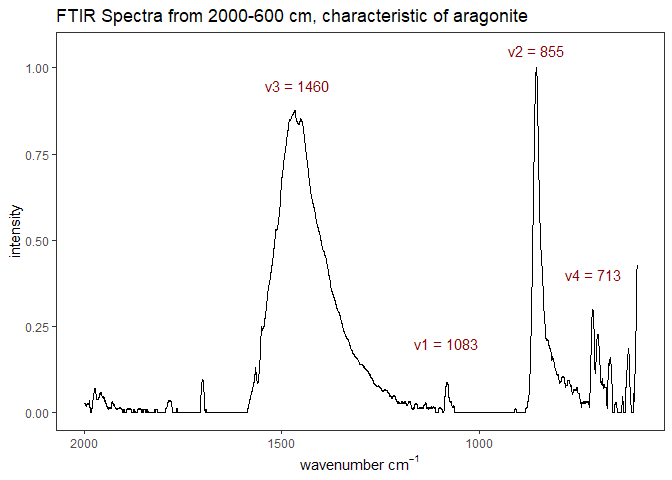 FTIR Spectra from 2000-600 cm, characteristic of aragonite
v2 = 855
1.00
v3 = 1460
0.75
intensity
0.50
v4 = 713
0.25
v1 = 1083
0.00
2000
1500
1000
wavenumber cm⁻¹